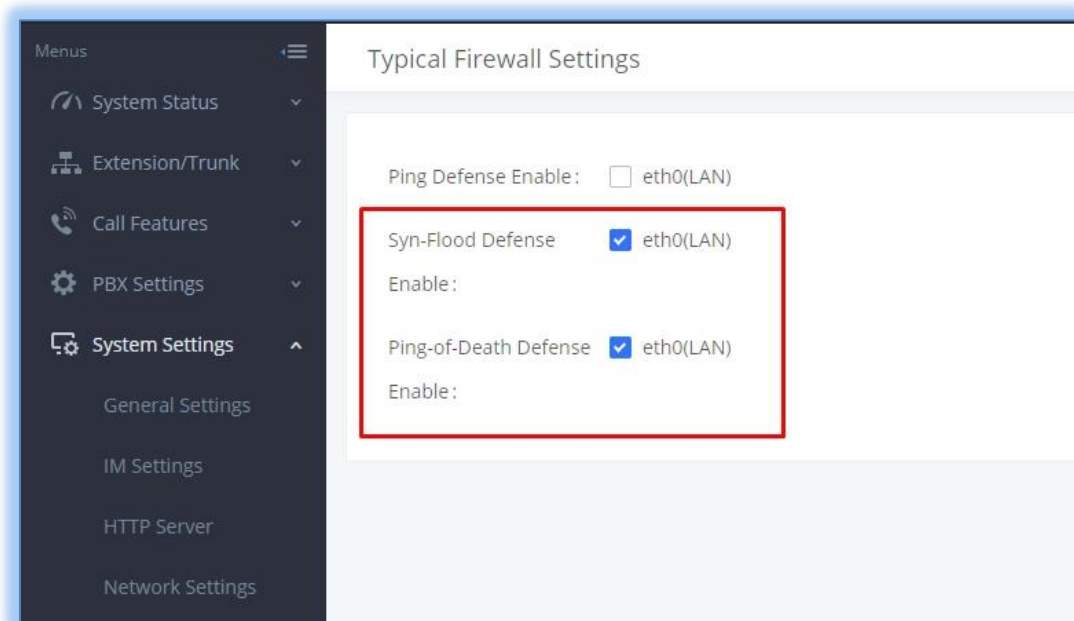 Menus
System Status
Extension/Trunk
Call Features
PBX Settings
System Settings
General Settings
IM Settings
HTTP Server
Network Settings
Typical Firewall Settings
Ping Defense Enable: eth0(LAN)
Syn-Flood Defense eth0(LAN)
Enable:
Ping-of-Death Defense eth0(LAN)
Enable: